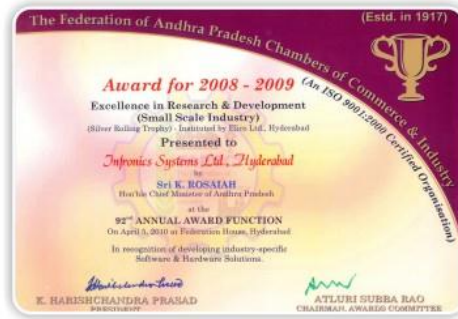 The Federation of Andhra Pradesh Chambers of Commerce & Industry
(Estd. in 1917)
(An ISO 9001:2000 Certified Organisation)
Award for 2008 - 2009
Excellence in Research & Development
(Small Scale Industry)
(Silver Rolling Trophy) - Instituted by Elico Ltd., Hyderabad
Presented to
Infronics Systems Ltd., Hyderabad
by
Sri K. ROSAIAH
Hon'ble Chief Minister of Andhra Pradesh
at the
92nd ANNUAL AWARD FUNCTION
On April 5, 2010 at Federation House, Hyderabad
In recognition of developing industry-specific
Software & Hardware Solutions.
K. HARISHCHANDRA PRASAD
PRESIDENT
ATLURI SUBBA RAO
CHAIRMAN, AWARDS COMMITTEE